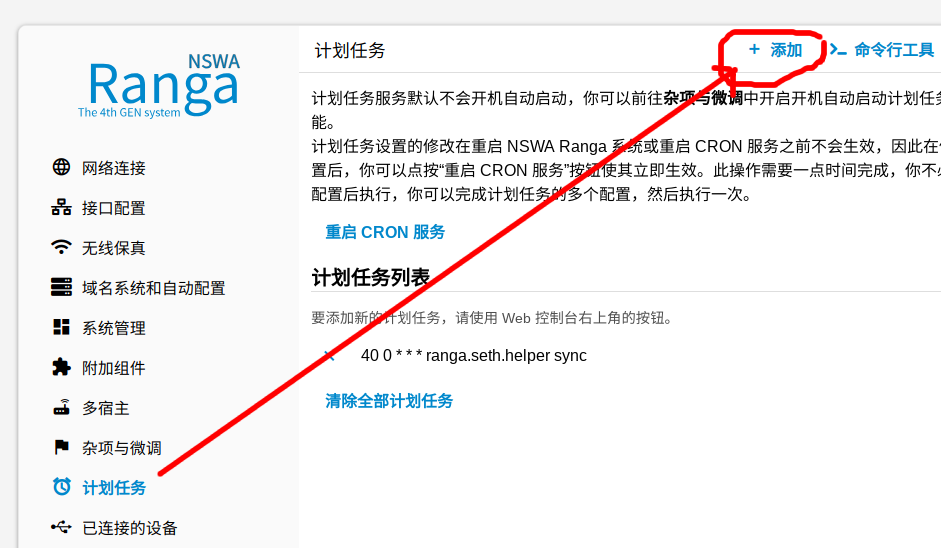 NSWA
Ranga
The 4th GEN system
网络连接
接口配置
无线保真
域名系统和自动配置
系统管理
附加组件
多宿主
杂项与微调
计划任务
已连接的设备
计划任务
+ 添加
命令行工具
计划任务服务默认不会开机自动启动，你可以前往杂项与微调中开启开机自动启动计划任务
能。
计划任务设置的修改在重启 NSWA Ranga 系统或重启 CRON 服务之前不会生效，因此在
置后，你可以点按“重启 CRON 服务”按钮使其立即生效。此操作需要一点时间完成，你不必
配置后执行，你可以完成计划任务的多个配置，然后执行一次。
重启 CRON 服务
计划任务列表
要添加新的计划任务，请使用 Web 控制台右上角的按钮。
40 0 * * * ranga.seth.helper sync
清除全部计划任务